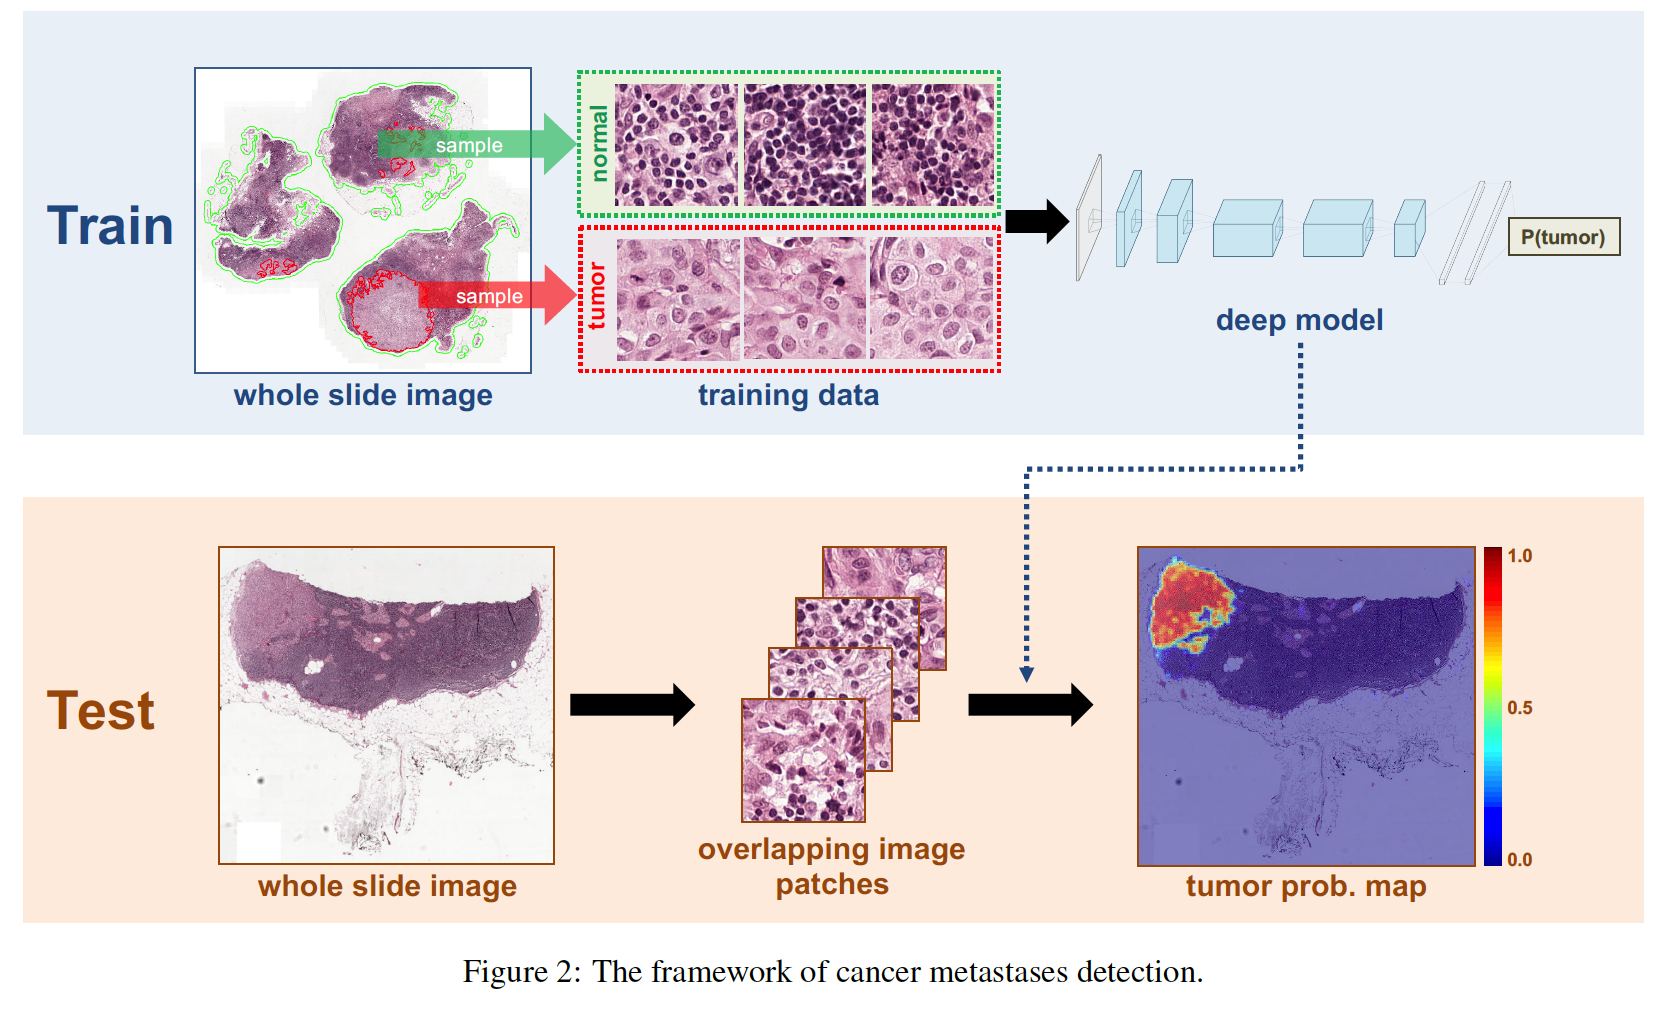 Train
sample
sample
whole slide image
normal
tumor
training data
P(tumor)
deep model
Test
whole slide image
overlapping image
patches
1.0
0.5
0.0
tumor prob. map
Figure 2: The framework of cancer metastases detection.